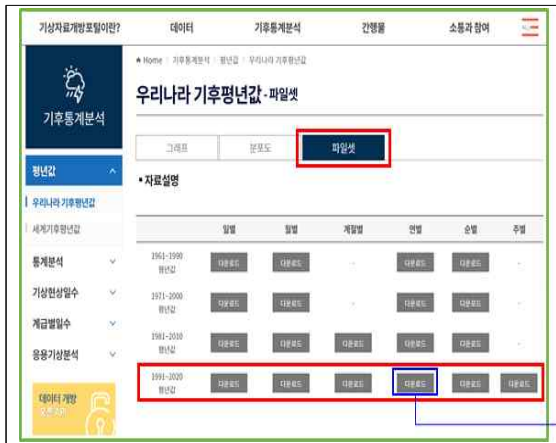 기상자료개방포털이란? 데이터 기후통계분석 간행물 소통과 참여
Home 기후통계분석 평년값 우리나라 기후평년값
기후통계분석
우리나라 기후평년값 - 파일셋
그래프 분포도 파일셋
평년값
• 자료설명
우리나라 기후평년값
세계기후평년값
일별 월별 계절별 연별 순별 주별
통계분석
1961~1990 평년값 다운로드 다운로드 - 다운로드 다운로드 -
기상현상일수
1971~2000 평년값 다운로드 다운로드 - 다운로드 다운로드 -
계급별일수
1981~2010 평년값 다운로드 다운로드 다운로드 다운로드 다운로드 -
응용기상분석
1991~2020 평년값 다운로드 다운로드 다운로드 다운로드 다운로드 다운로드
데이터 개방